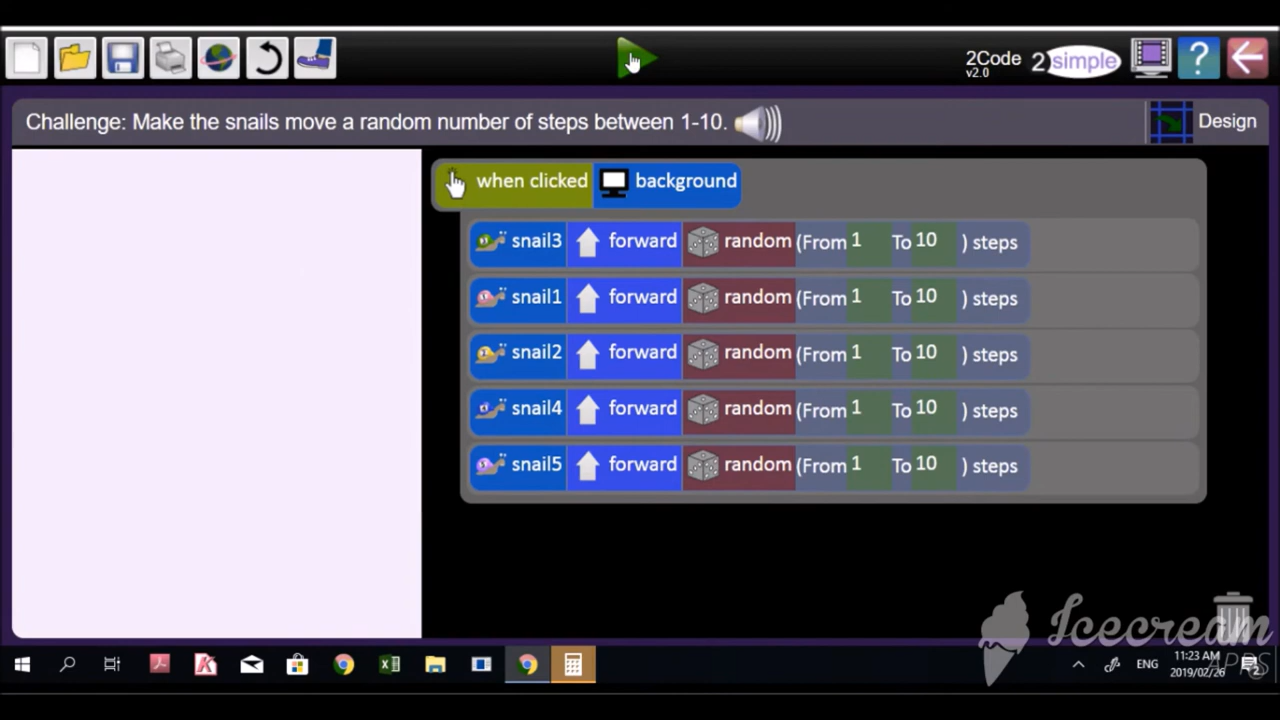 2Code
v2.0
2simple
?
Challenge: Make the snails move a random number of steps between 1-10.
Design
when clicked background
snail3 forward random (From 1 To 10 ) steps
snail1 forward random (From 1 To 10 ) steps
snail2 forward random (From 1 To 10 ) steps
snail4 forward random (From 1 To 10 ) steps
snail5 forward random (From 1 To 10 ) steps
Icecream
APPS
ENG
11:23 AM
2019/02/26
2